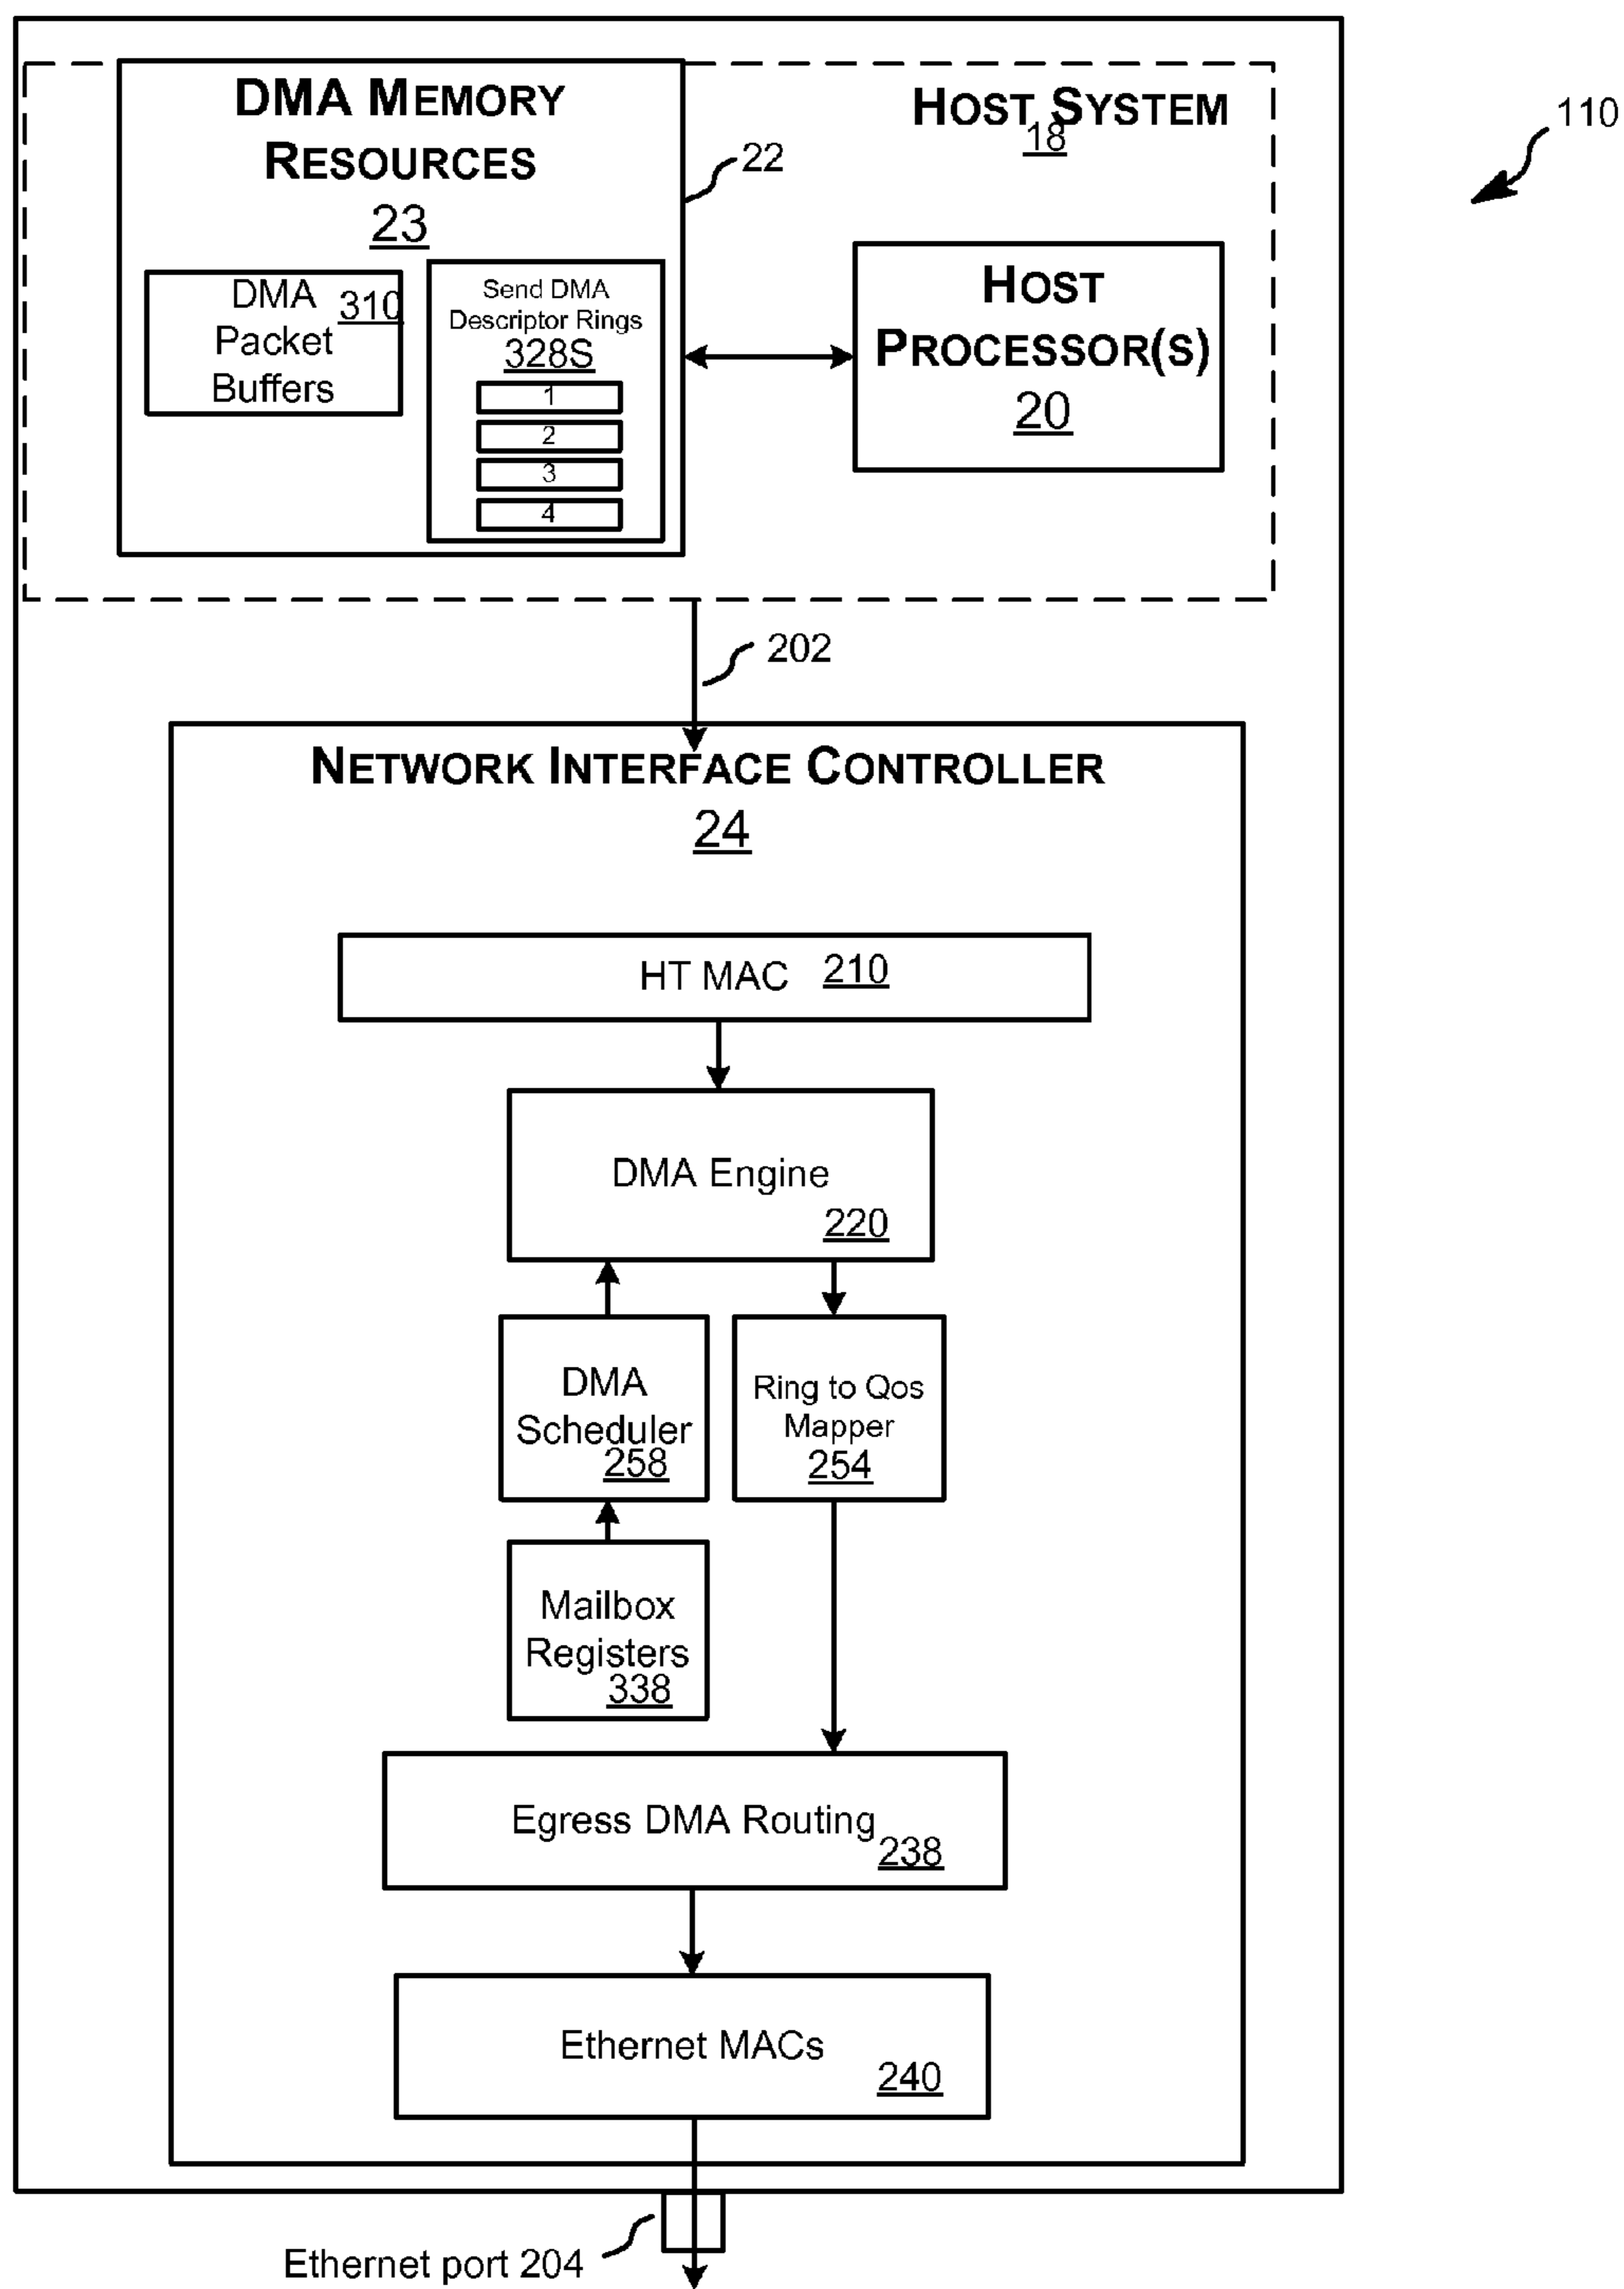 DMA MEMORY
RESOURCES
23
HOST SYSTEM
18
110
22
DMA
Packet
Buffers
310
Send DMA
Descriptor Rings
328S
1
2
3
4
HOST
PROCESSOR(S)
20
202
NETWORK INTERFACE CONTROLLER
24
HT MAC 210
DMA Engine
220
DMA
Scheduler
258
Ring to Qos
Mapper
254
Mailbox
Registers
338
Egress DMA Routing
238
Ethernet MACs
240
Ethernet port 204